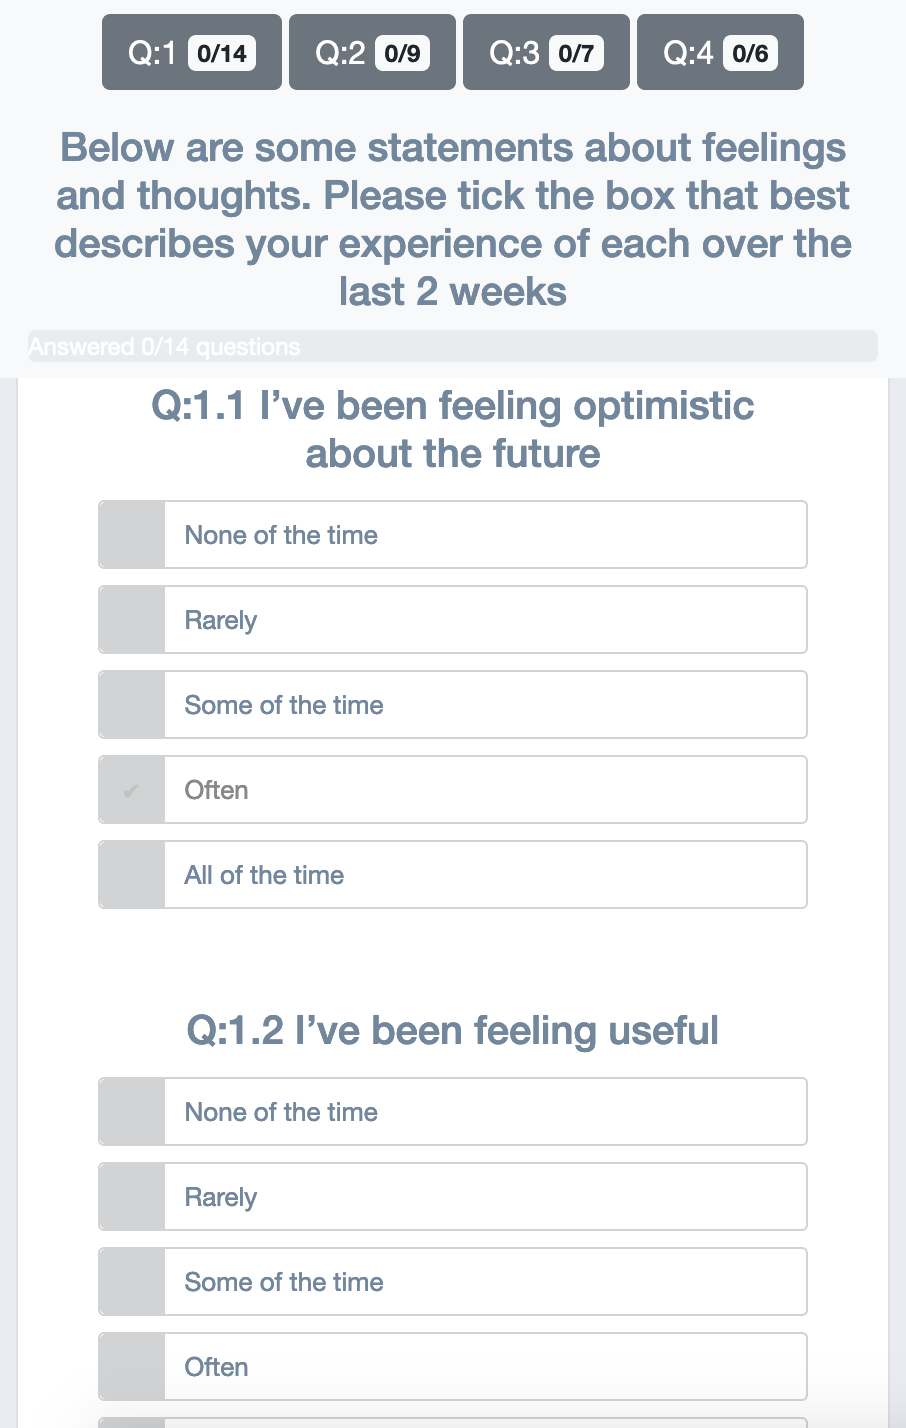 Q:1 0/14 Q:2 0/9 Q:3 0/7 Q:4 0/6
Below are some statements about feelings
and thoughts. Please tick the box that best
describes your experience of each over the
last 2 weeks
Answered 0/14 questions
Q:1.1 I’ve been feeling optimistic
about the future
None of the time
Rarely
Some of the time
✔ Often
All of the time
Q:1.2 I’ve been feeling useful
None of the time
Rarely
Some of the time
Often